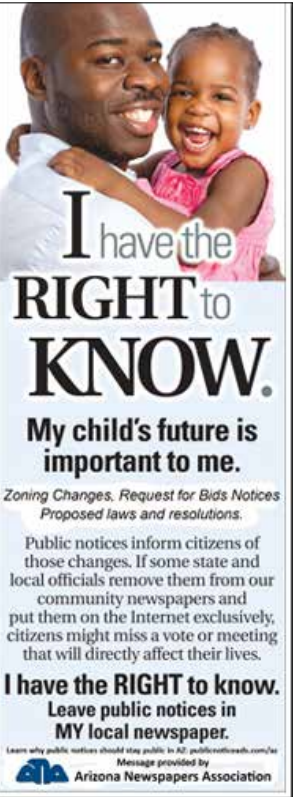 I have the
RIGHT to
KNOW.
My child's future is
important to me.
Zoning Changes, Request for Bids Notices
Proposed laws and resolutions.
Public notices inform citizens of
those changes. If some state and
local officials remove them from our
community newspapers and
put them on the Internet exclusively,
citizens might miss a vote or meeting
that will directly affect their lives.
I have the RIGHT to know.
Leave public notices in
MY local newspaper.
Learn why public notices should stay public in AZ: publicnoticeads.com/az
Message provided by
Arizona Newspapers Association